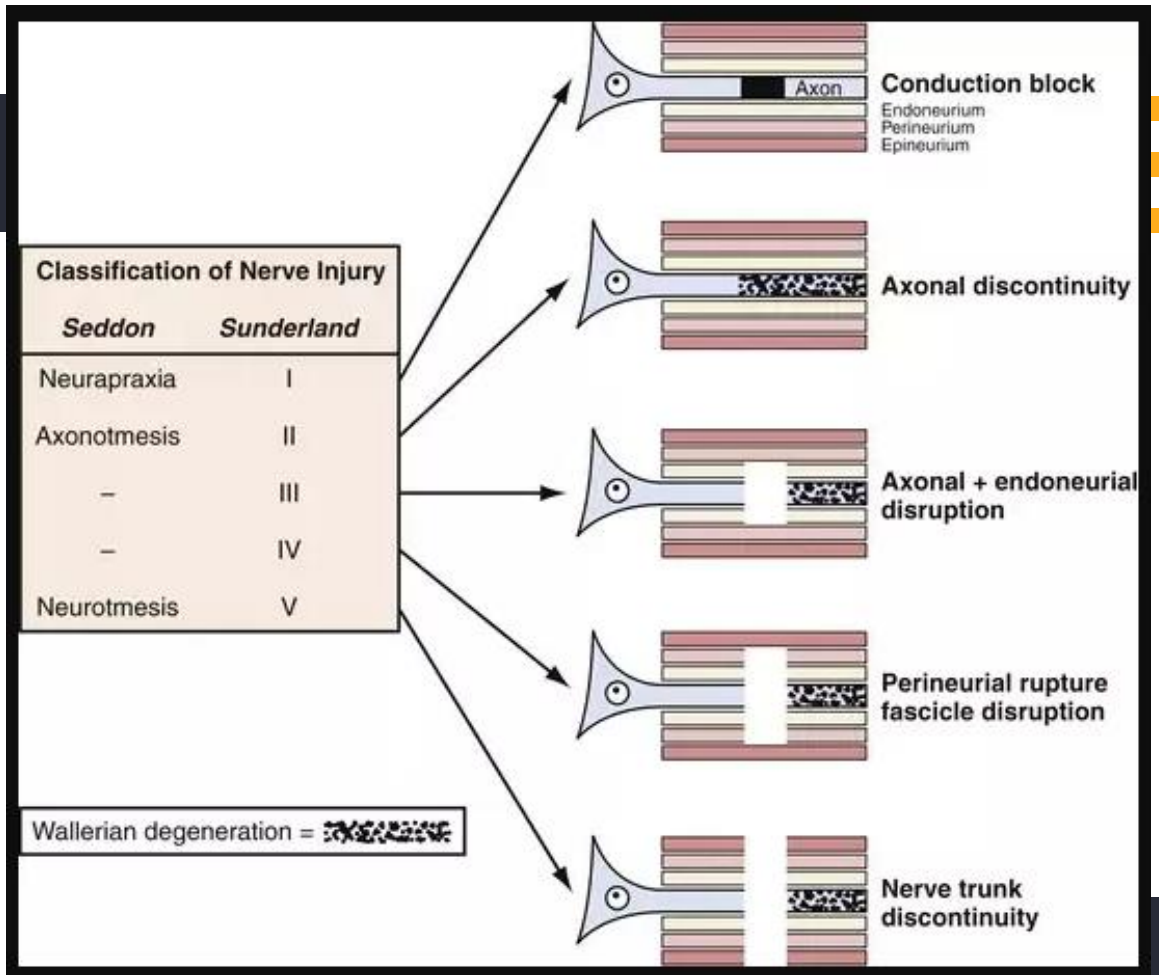 Axon
Conduction block
Endoneurium
Perineurium
Epineurium
Axonal discontinuity
Classification of Nerve Injury
Seddon Sunderland
Neurapraxia I
Axonotmesis II
– III
– IV
Neurotmesis V
Axonal + endoneurial
disruption
Perineurial rupture
fascicle disruption
Wallerian degeneration =
Nerve trunk
discontinuity